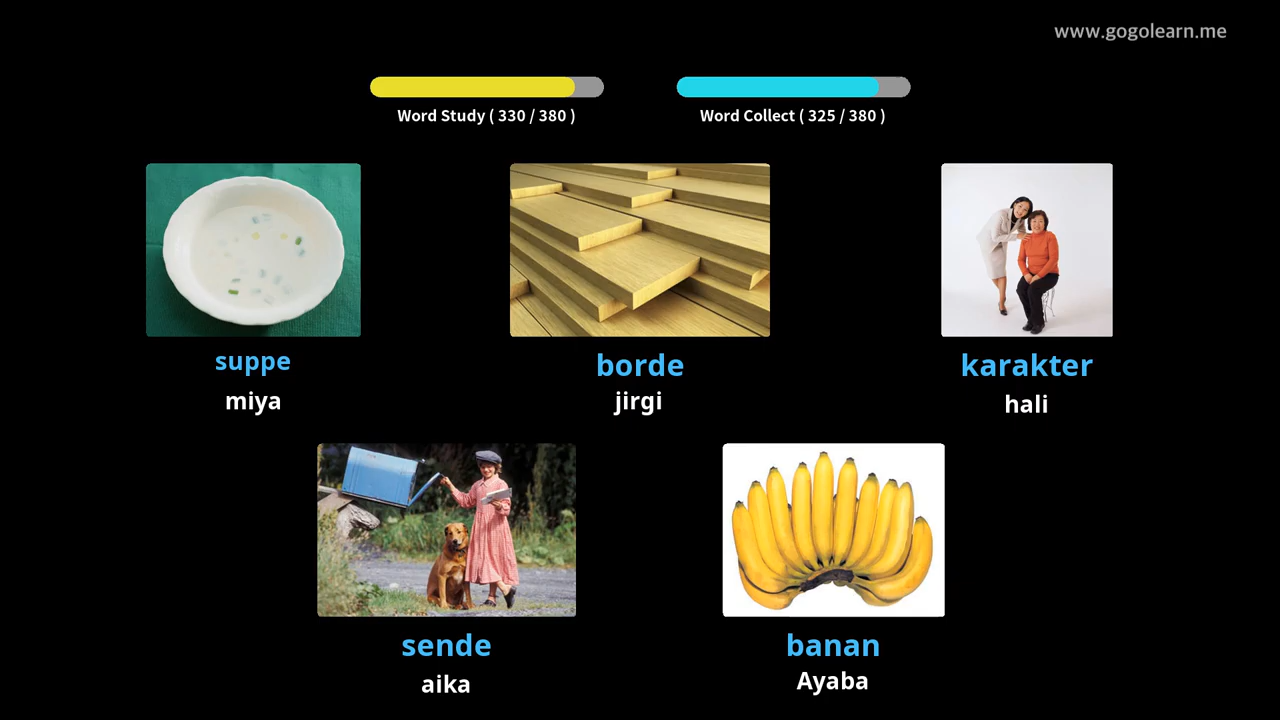 www.gogolearn.me
Word Study ( 330 / 380 )
Word Collect ( 325 / 380 )
suppe
miya
borde
jirgi
karakter
hali
sende
aika
banan
Ayaba